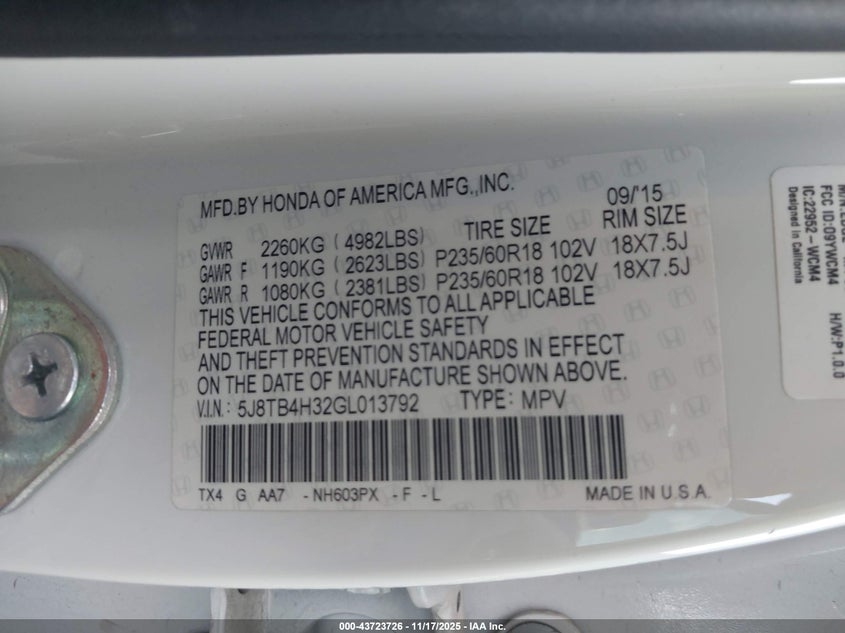 MFD.BY HONDA OF AMERICA MFG.,INC. 09/'15
TIRE SIZE RIM SIZE
GVWR 2260KG (4982LBS)
GAWR F 1190KG (2623LBS) P235/60R18 102V 18X7.5J
GAWR R 1080KG (2381LBS) P235/60R18 102V 18X7.5J
THIS VEHICLE CONFORMS TO ALL APPLICABLE
FEDERAL MOTOR VEHICLE SAFETY
AND THEFT PREVENTION STANDARDS IN EFFECT
ON THE DATE OF MANUFACTURE SHOWN ABOVE.
V.I.N.: 5J8TB4H32GL013792 TYPE: MPV
TX4 G AA7 -NH603PX -F -L MADE IN U.S.A.
FCC ID:O9YWCM4
IC:22952-WCM4 H/W:P1.0.0
Designed in California
000-43723726 - 11/17/2025 - IAA Inc.